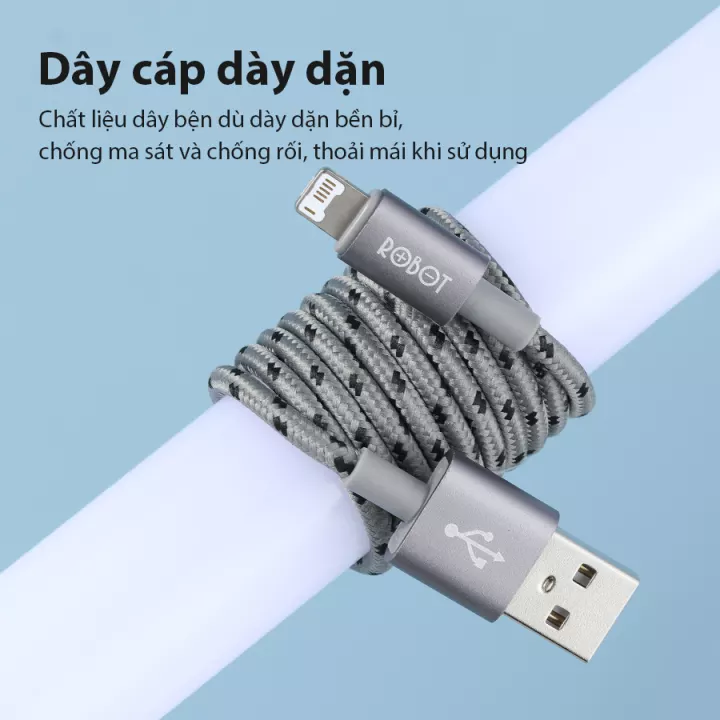 Dây cáp dày dặn
Chất liệu dây bện dù dày dặn bền bỉ,
chống ma sát và chống rối, thoải mái khi sử dụng
ROBOT